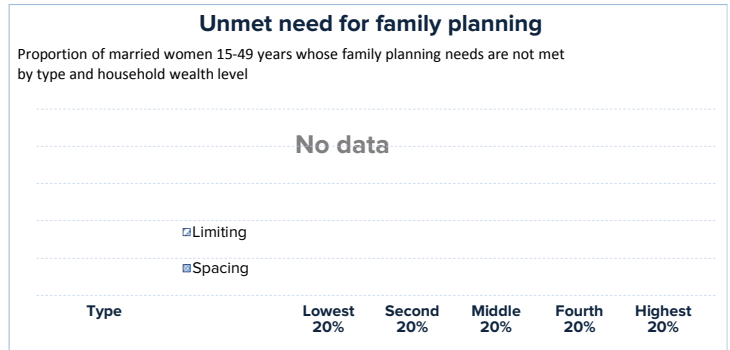 Unmet need for family planning
Proportion of married women 15-49 years whose family planning needs are not met
by type and household wealth level
No data
Limiting
Spacing
Type
Lowest
20%
Second
20%
Middle
20%
Fourth
20%
Highest
20%